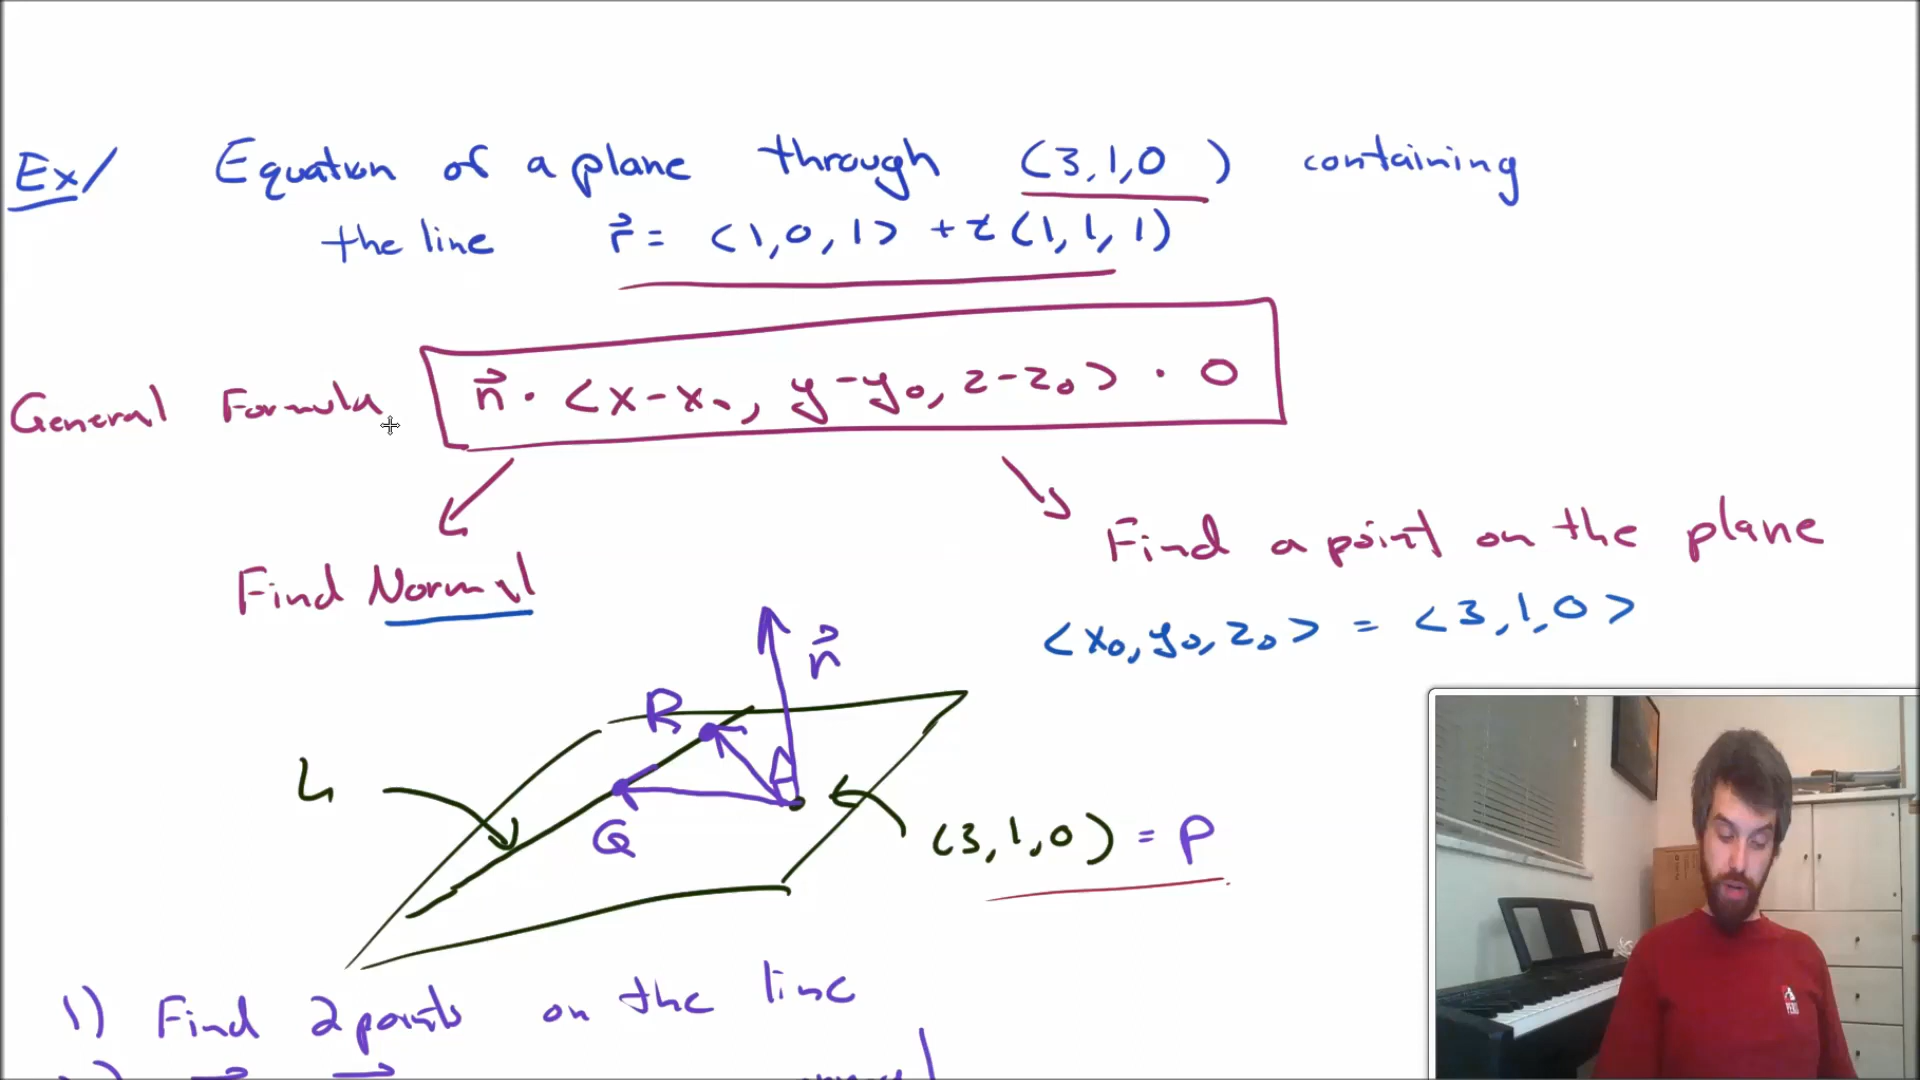 Ex/ Equation of a plane through (3,1,0) containing
the line r⃗ = <1,0,1> + t(1,1,1)
General Formula n⃗ · <x-x₀, y-y₀, z-z₀> · 0
Find Normal
Find a point on the plane
<x₀,y₀,z₀> = <3,1,0>
n⃗
R
L
Q
(3,1,0) = P
1) Find 2 points on the line